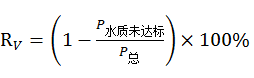 R_V = (1 − P_水质未达标 / P_总) × 100%